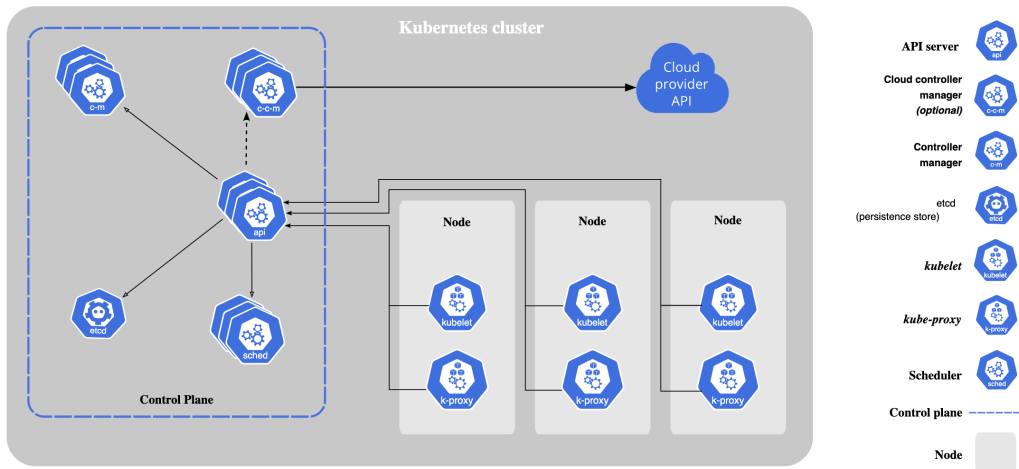 Kubernetes cluster
c-m
c-c-m
Cloud
provider
API
api
etcd
sched
Control Plane
Node
kubelet
k-proxy
Node
kubelet
k-proxy
Node
kubelet
k-proxy
API server
api
Cloud controller
manager
(optional)
c-c-m
Controller
manager
c-m
etcd
(persistence store)
etcd
kubelet
kubelet
kube-proxy
k-proxy
Scheduler
sched
Control plane
Node